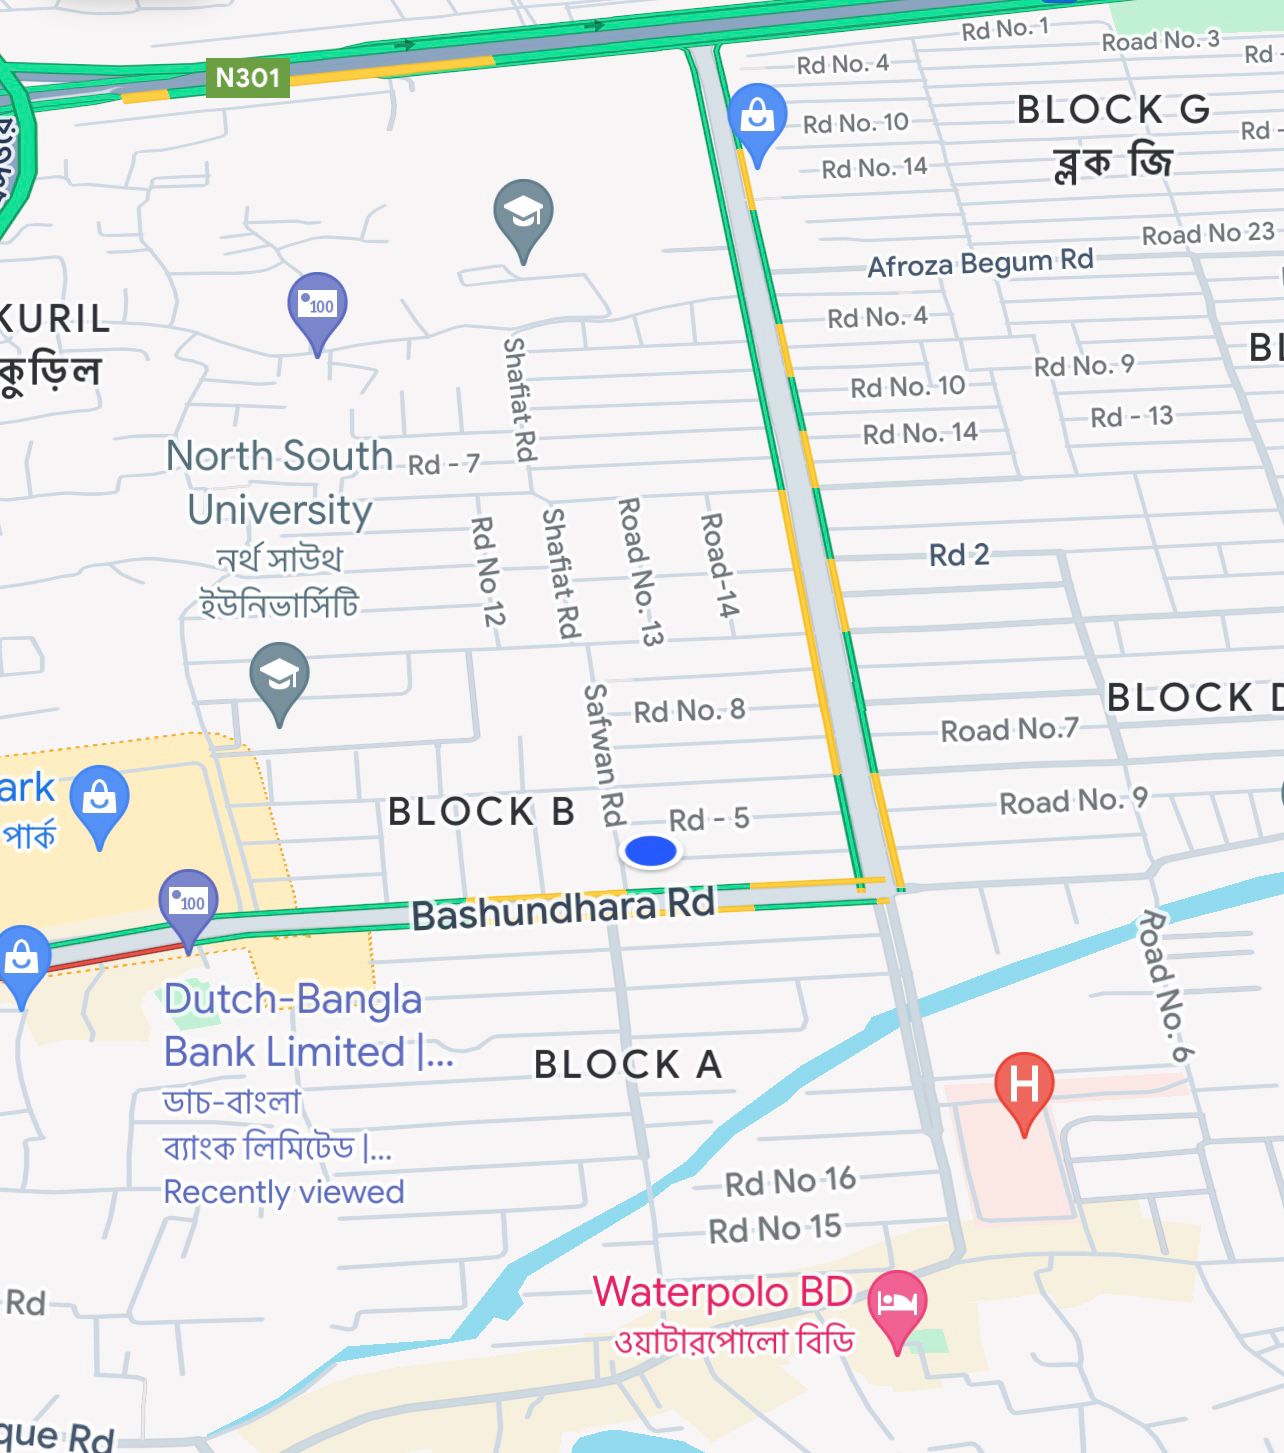 Rd No. 1
Road No. 3
Rd -
Rd No. 4
N301
BLOCK G
ব্লক জি
Rd No. 10
Rd -
Rd No. 14
Road No 23
Afroza Begum Rd
KURIL
কুড়িল
Rd No. 4
BL
Shafiat Rd
Rd No. 9
Rd No. 10
Rd - 13
Rd No. 14
North South
University
নর্থ সাউথ
ইউনিভার্সিটি
Rd - 7
Rd No 12
Shafiat Rd
Road No. 13
Road-14
Rd 2
BLOCK D
Safwan Rd
Rd No. 8
Road No.7
ark
পার্ক
BLOCK B
Rd - 5
Road No. 9
100
100
Bashundhara Rd
Road No. 6
Dutch-Bangla
Bank Limited |...
ডাচ-বাংলা
ব্যাংক লিমিটেড |...
Recently viewed
BLOCK A
H
Rd No 16
Rd No 15
Waterpolo BD
ওয়াটারপোলো বিডি
Rd
que Rd